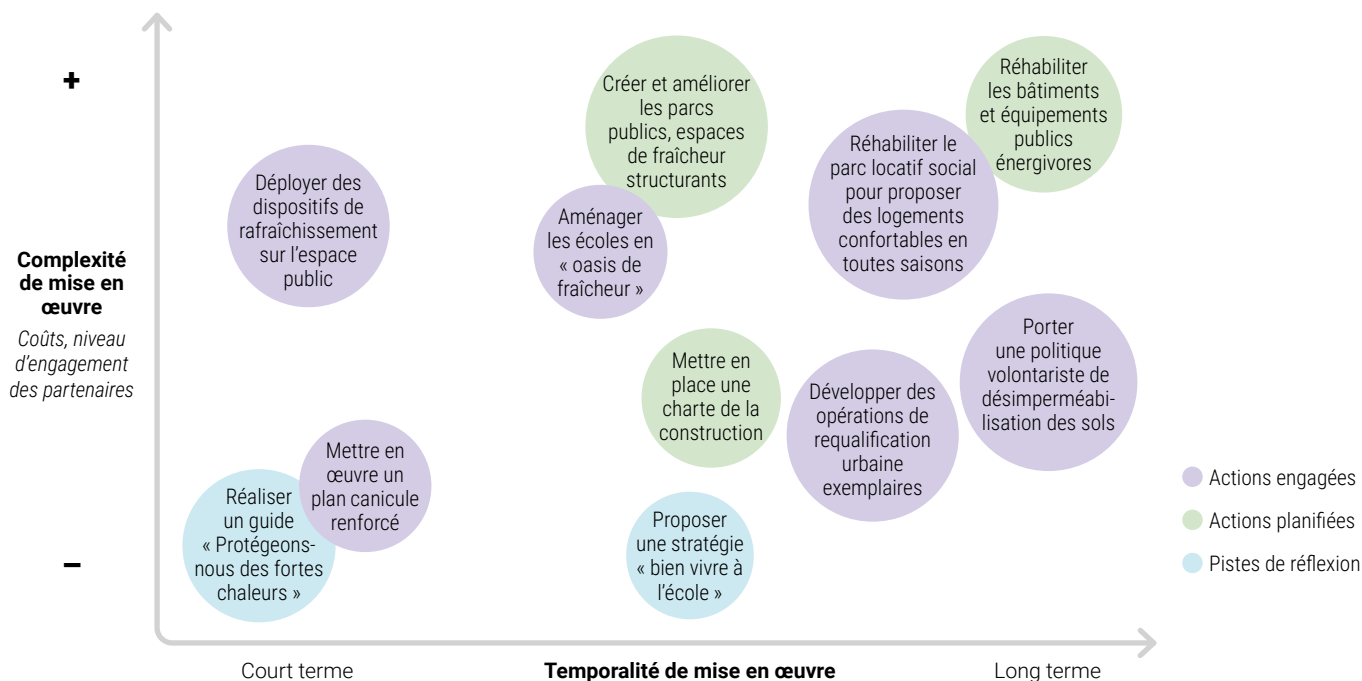 +
Complexité
de mise en
œuvre
Coûts, niveau
d'engagement
des partenaires
–
Déployer des
dispositifs de
rafraîchissement
sur l'espace
public
Créer et améliorer
les parcs
publics, espaces
de fraîcheur
structurants
Réhabiliter
les bâtiments
et équipements
publics
énergivores
Réhabiliter le
parc locatif social
pour proposer
des logements
confortables en
toutes saisons
Aménager
les écoles en
« oasis de
fraîcheur »
Mettre en
place une
charte de la
construction
Développer des
opérations de
requalification
urbaine
exemplaires
Porter
une politique
volontariste de
désimperméabi-
lisation des sols
Mettre en
œuvre un
plan canicule
renforcé
Réaliser
un guide
« Protégeons-
nous des fortes
chaleurs »
Proposer
une stratégie
« bien vivre à
l'école »
Actions engagées
Actions planifiées
Pistes de réflexion
Court terme
Temporalité de mise en œuvre
Long terme